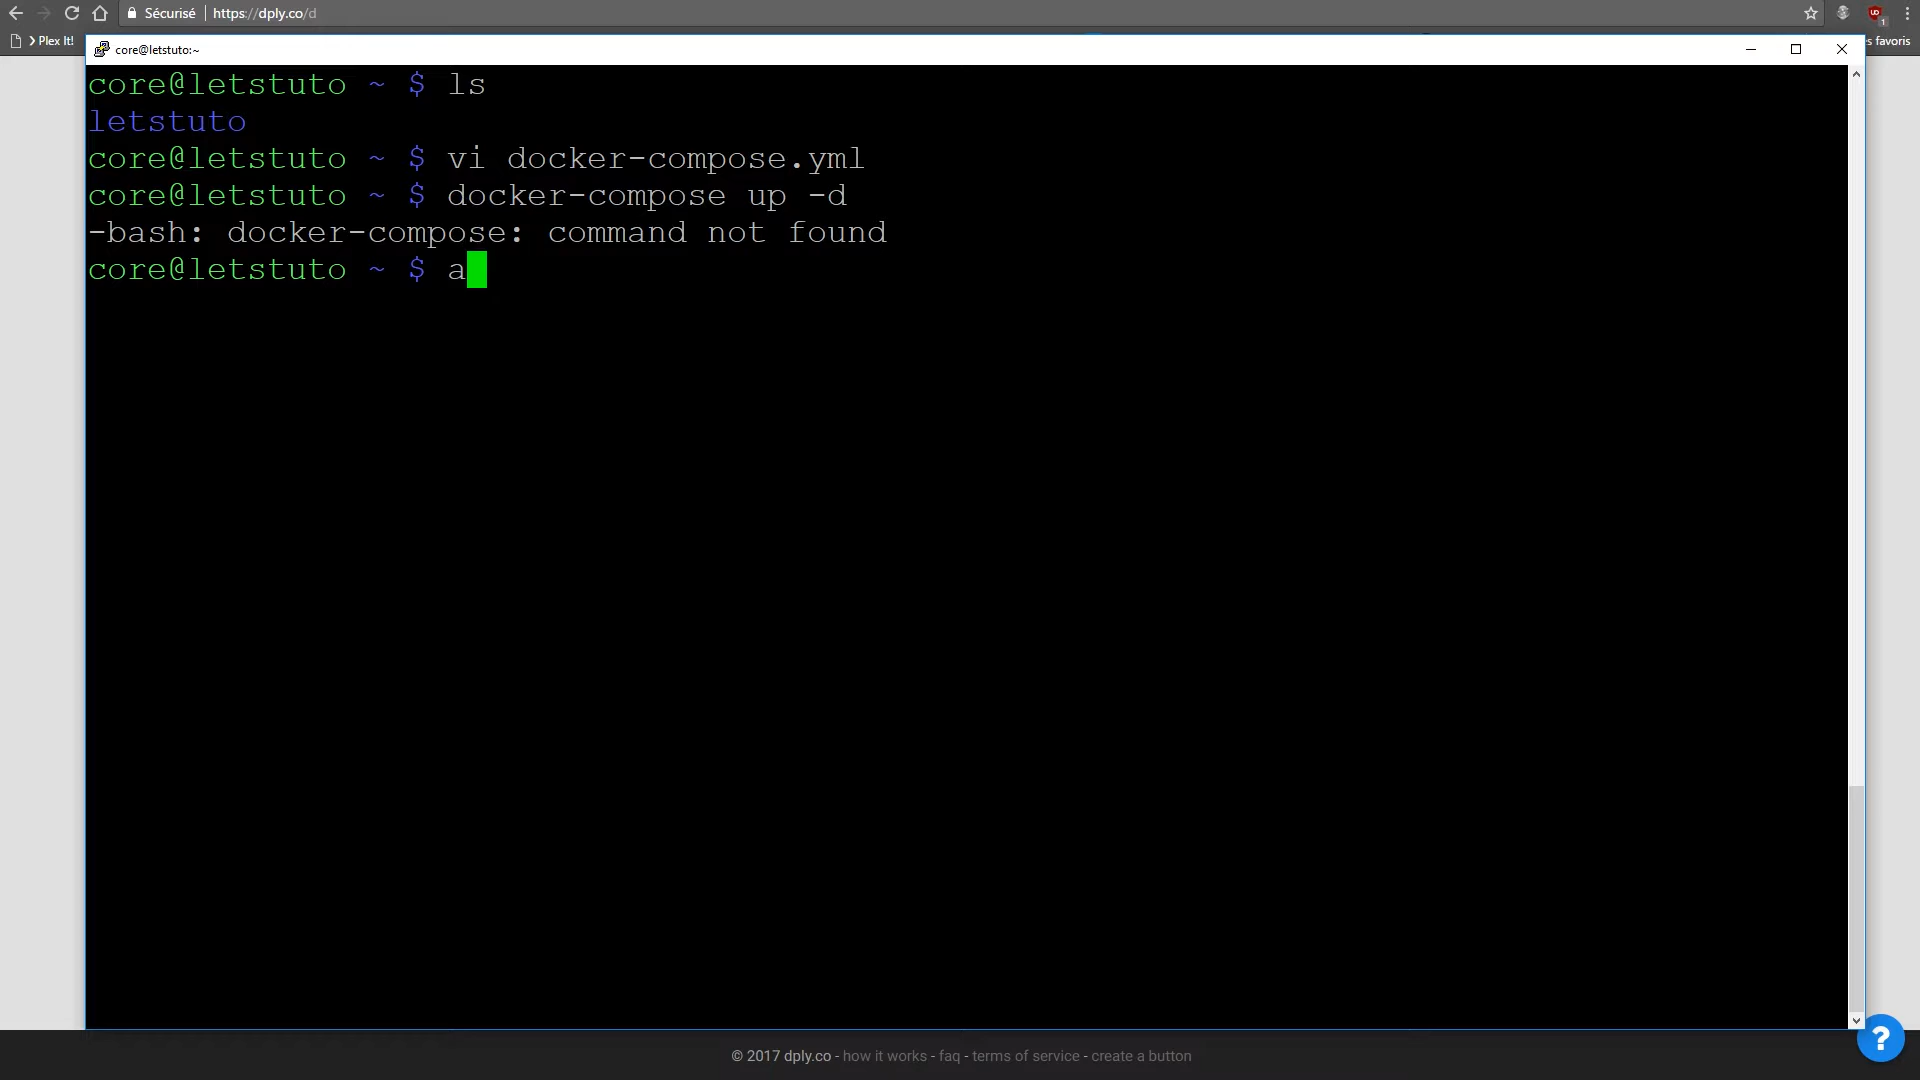 Sécurisé | https://dply.co/d
Plex It!
s favoris
core@letstuto:~
core@letstuto ~ $ ls
letstuto
core@letstuto ~ $ vi docker-compose.yml
core@letstuto ~ $ docker-compose up -d
-bash: docker-compose: command not found
core@letstuto ~ $ a
© 2017 dply.co - how it works - faq - terms of service - create a button
?